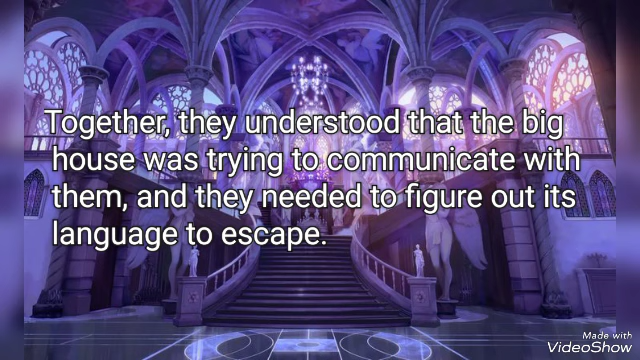 Together, they understood that the big
house was trying to communicate with
them, and they needed to figure out its
language to escape.
Made with
VideoShow